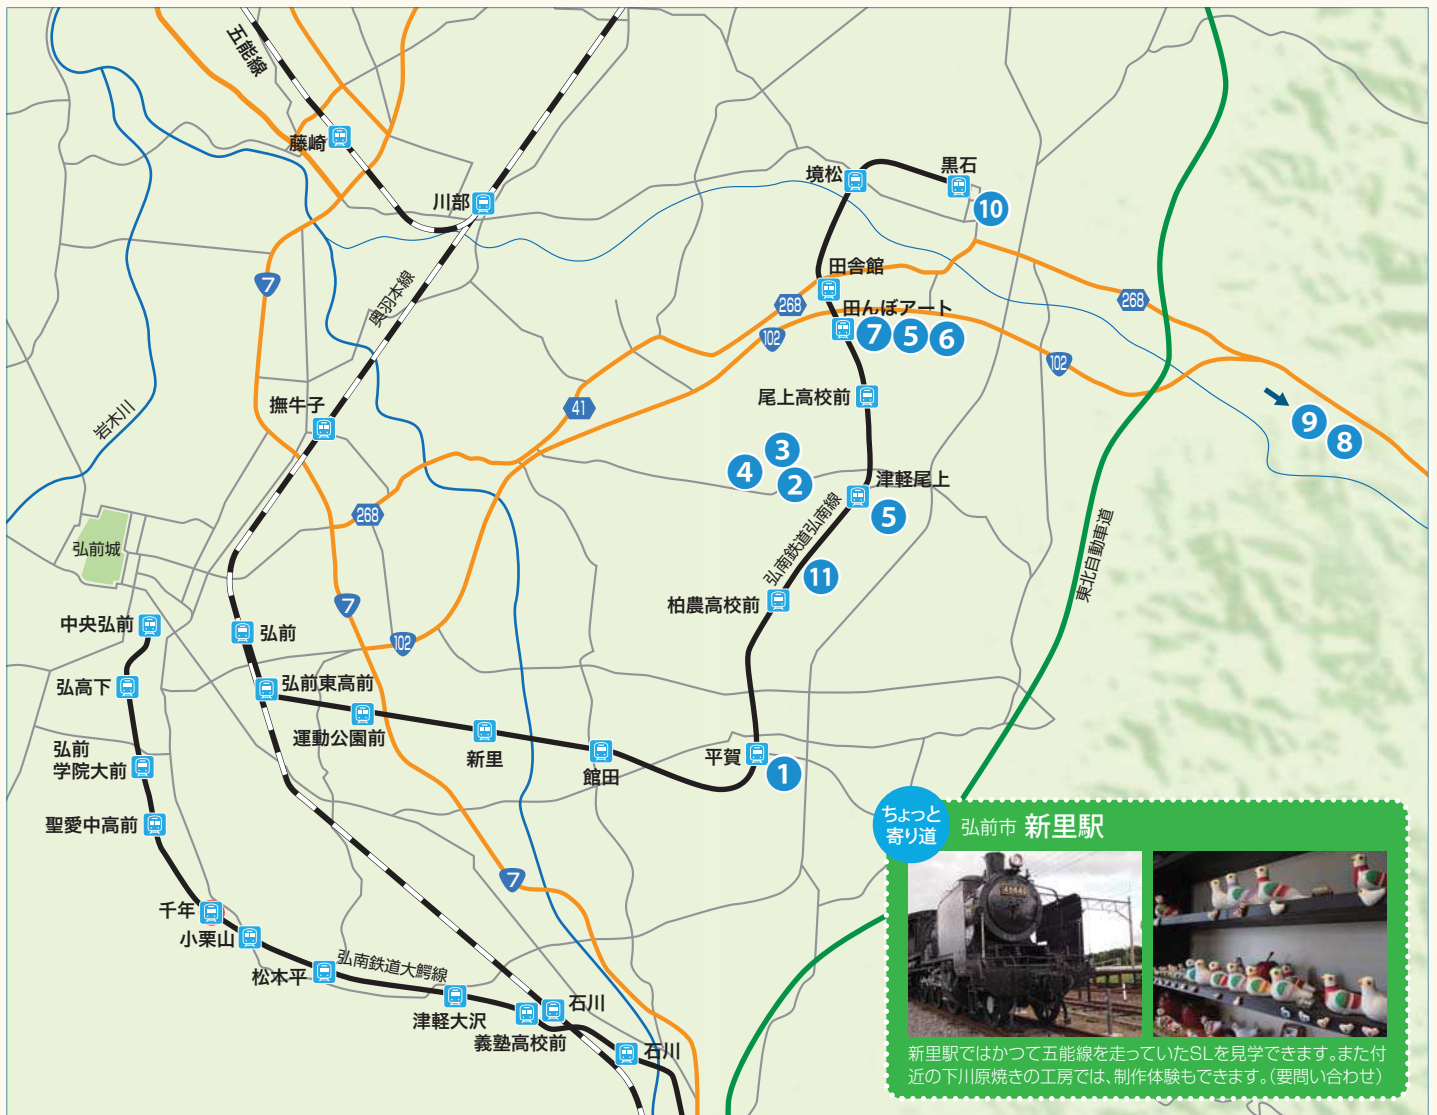 五能線
藤崎
川部
境松
黒石
10
田舎館
7
268
268
田んぼアート
奥羽本線
102
7
5
6
102
尾上高校前
撫牛子
41
岩木川
9
8
3
4
2
津軽尾上
268
5
弘南鉄道弘南線
弘前城
東北自動車道
11
柏農高校前
7
中央弘前
弘前
102
弘高下
弘前東高前
運動公園前
新里
館田
平賀
1
弘前
学院大前
聖愛中高前
7
千年
小栗山
弘南鉄道大鰐線
松本平
津軽大沢
石川
義塾高校前
石川
ちょっと
寄り道
弘前市 新里駅
新里駅ではかつて五能線を走っていたSLを見学できます。また付
近の下川原焼きの工房では、制作体験もできます。(要問い合わせ)